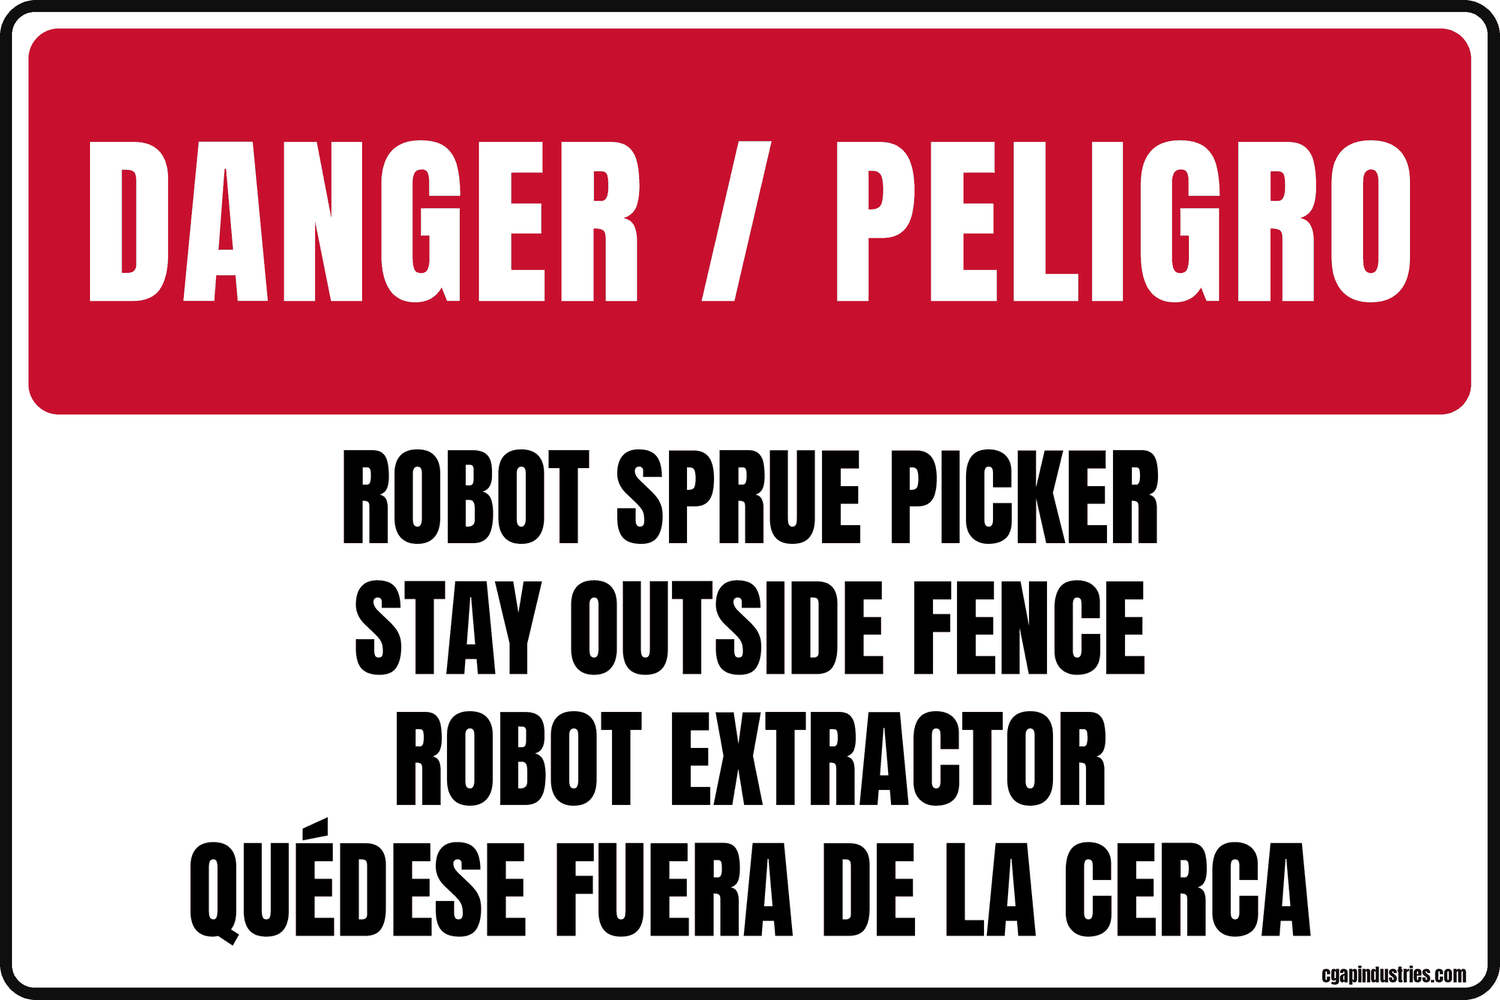 DANGER / PELIGRO
ROBOT SPRUE PICKER
STAY OUTSIDE FENCE
ROBOT EXTRACTOR
QUÉDESE FUERA DE LA CERCA
cgapindustries.com